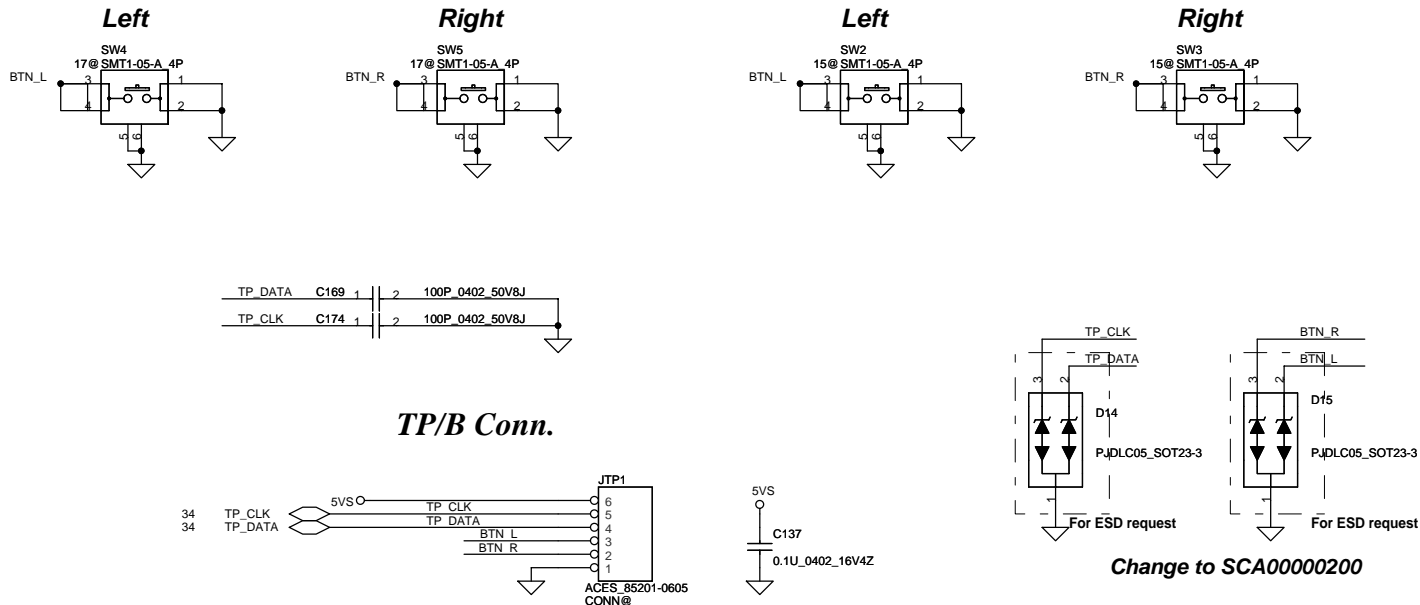 Left
Right
Left
Right
SW4
17@ SMT1-05-A_4P
BTN_L
3
1
4
2
5
6
SW5
17@ SMT1-05-A_4P
BTN_R
3
1
4
2
5
6
SW2
15@ SMT1-05-A_4P
BTN_L
3
1
4
2
5
6
SW3
15@ SMT1-05-A_4P
BTN_R
3
1
4
2
5
6
TP_DATA C169 1 2 100P_0402_50V8J
TP_CLK C174 1 2 100P_0402_50V8J
TP_CLK
TP_DATA
3
2
D14
PJDLC05_SOT23-3
1
For ESD request
BTN_R
BTN_L
3
2
D15
PJDLC05_SOT23-3
1
For ESD request
Change to SCA00000200
TP/B Conn.
JTP1
5VS 6
34 TP_CLK TP_CLK 5
34 TP_DATA TP_DATA 4
BTN_L 3
BTN_R 2
1
ACES_85201-0605
CONN@
5VS
C137
0.1U_0402_16V4Z